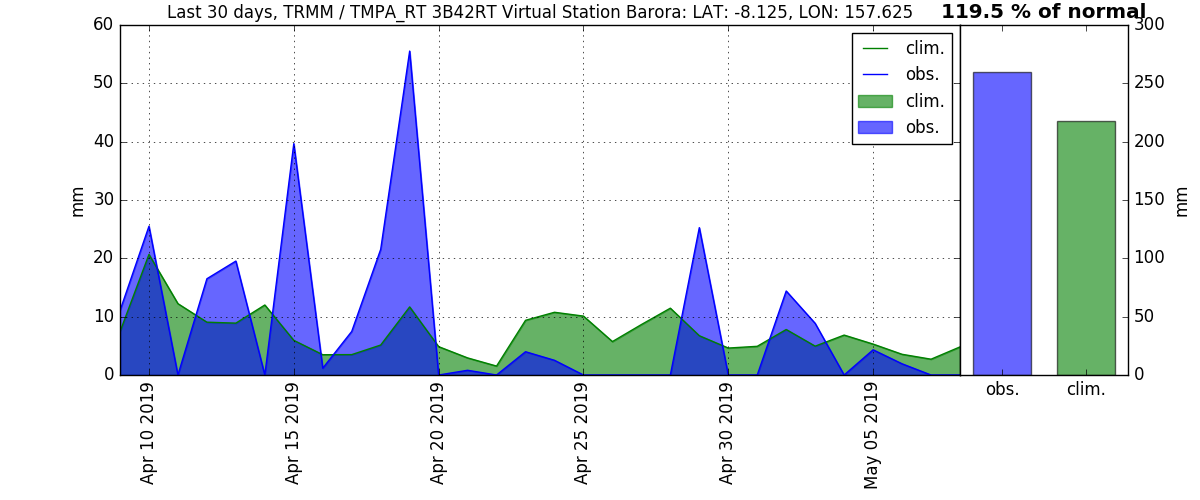 Last 30 days, TRMM / TMPA_RT 3B42RT Virtual Station Barora: LAT: -8.125, LON: 157.625
119.5 % of normal
60
50
40
30
20
10
0
mm
clim.
obs.
clim.
obs.
Apr 10 2019
Apr 15 2019
Apr 20 2019
Apr 25 2019
Apr 30 2019
May 05 2019
300
250
200
150
100
50
0
mm
obs.
clim.